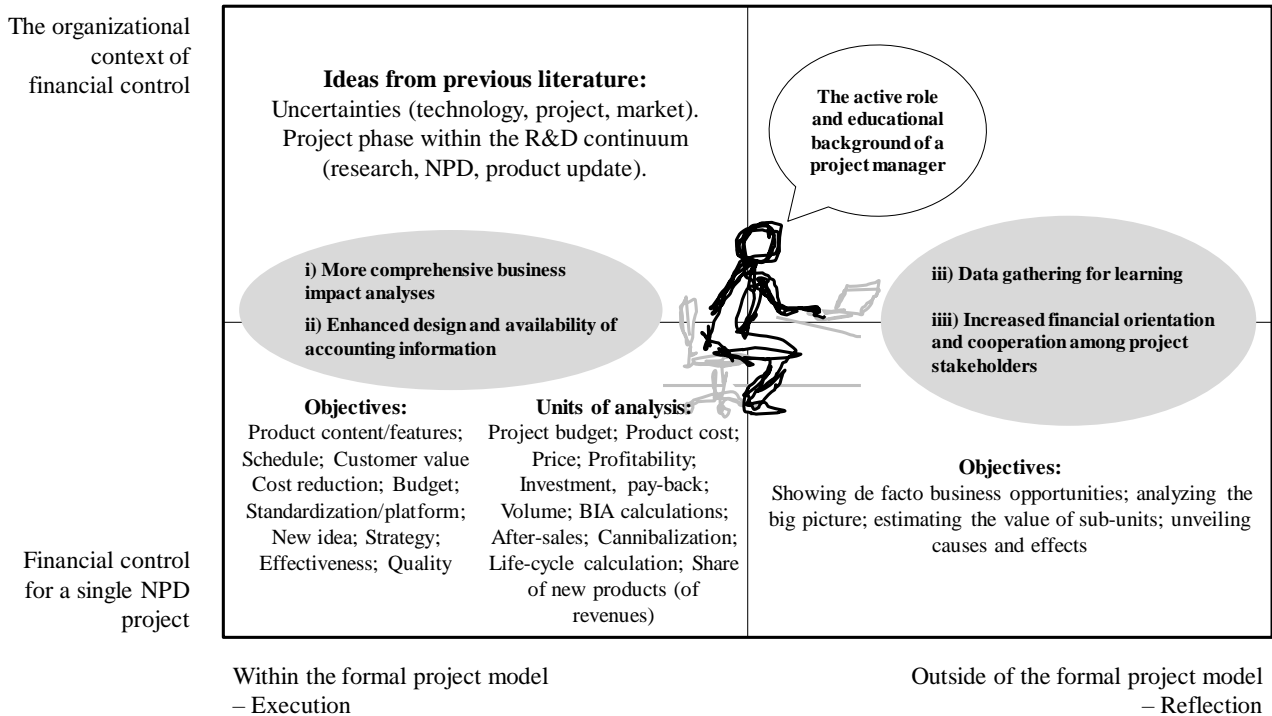 The organizational
context of
financial control
Ideas from previous literature:
Uncertainties (technology, project, market).
Project phase within the R&D continuum
(research, NPD, product update).
The active role
and educational
background of a
project manager
i) More comprehensive business
impact analyses
ii) Enhanced design and availability of
accounting information
iii) Data gathering for learning
iiii) Increased financial orientation
and cooperation among project
stakeholders
Objectives:
Product content/features;
Schedule; Customer value
Cost reduction; Budget;
Standardization/platform;
New idea; Strategy;
Effectiveness; Quality
Units of analysis:
Project budget; Product cost;
Price; Profitability;
Investment, pay-back;
Volume; BIA calculations;
After-sales; Cannibalization;
Life-cycle calculation; Share
of new products (of
revenues)
Objectives:
Showing de facto business opportunities; analyzing the
big picture; estimating the value of sub-units; unveiling
causes and effects
Financial control
for a single NPD
project
Within the formal project model
– Execution
Outside of the formal project model
– Reflection